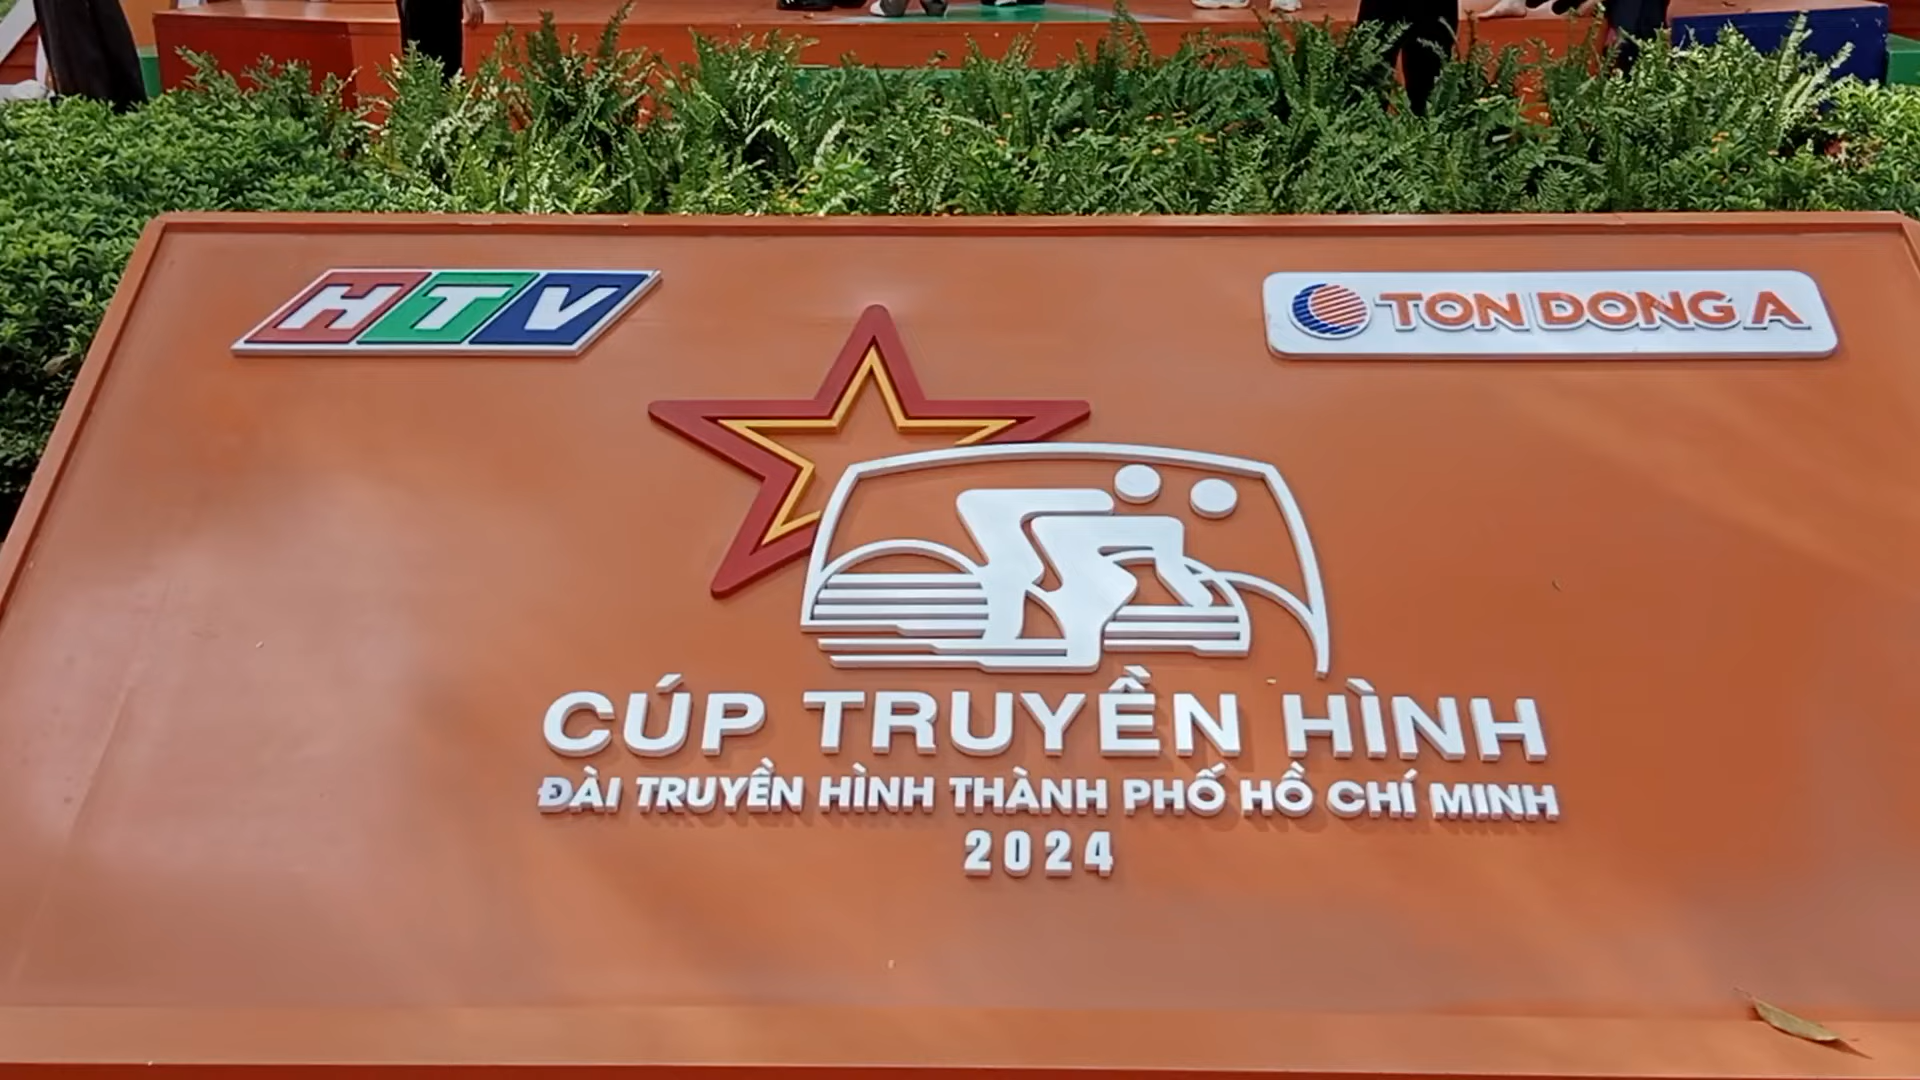 HTV
TON DONG A
CÚP TRUYỀN HÌNH
ĐÀI TRUYỀN HÌNH THÀNH PHỐ HỒ CHÍ MINH
2024